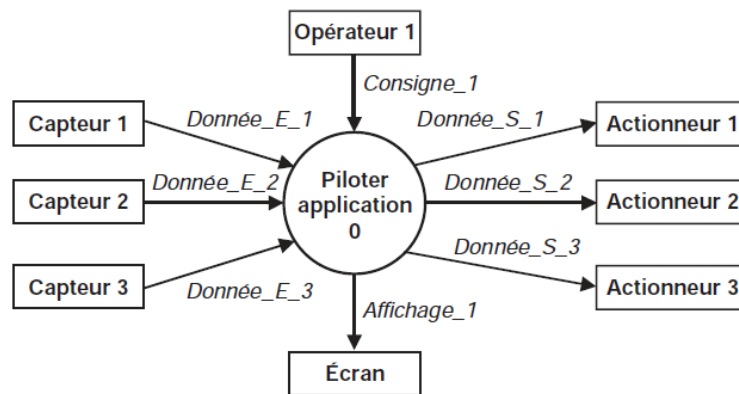 Opérateur 1
Consigne_1
Capteur 1
Donnée_E_1
Donnée_S_1
Actionneur 1
Capteur 2
Donnée_E_2
Piloter
application
0
Donnée_S_2
Actionneur 2
Capteur 3
Donnée_E_3
Donnée_S_3
Actionneur 3
Affichage_1
Écran